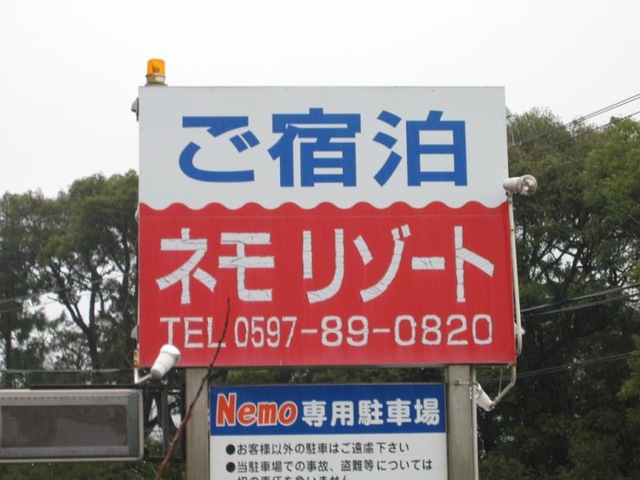 ご宿泊
ネモリゾート
TEL 0597-89-0820
Nemo専用駐車場
●お客様以外の駐車はご遠慮下さい
●当駐車場での事故、盗難等については